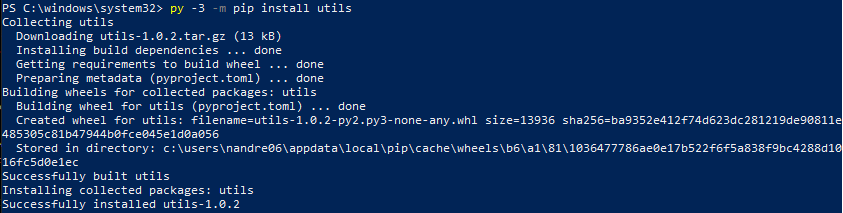 PS C:\windows\system32> py -3 -m pip install utils
Collecting utils
  Downloading utils-1.0.2.tar.gz (13 kB)
  Installing build dependencies ... done
  Getting requirements to build wheel ... done
  Preparing metadata (pyproject.toml) ... done
Building wheels for collected packages: utils
  Building wheel for utils (pyproject.toml) ... done
  Created wheel for utils: filename=utils-1.0.2-py2.py3-none-any.whl size=13936 sha256=ba9352e412f74d623dc281219de90811e
485305c81b47944b0fce045e1d0a056
  Stored in directory: c:\users\nandre06\appdata\local\pip\cache\wheels\b6\a1\81\1036477786ae0e17b522f6f5a838f9bc4288d10
16fc5d0e1ec
Successfully built utils
Installing collected packages: utils
Successfully installed utils-1.0.2